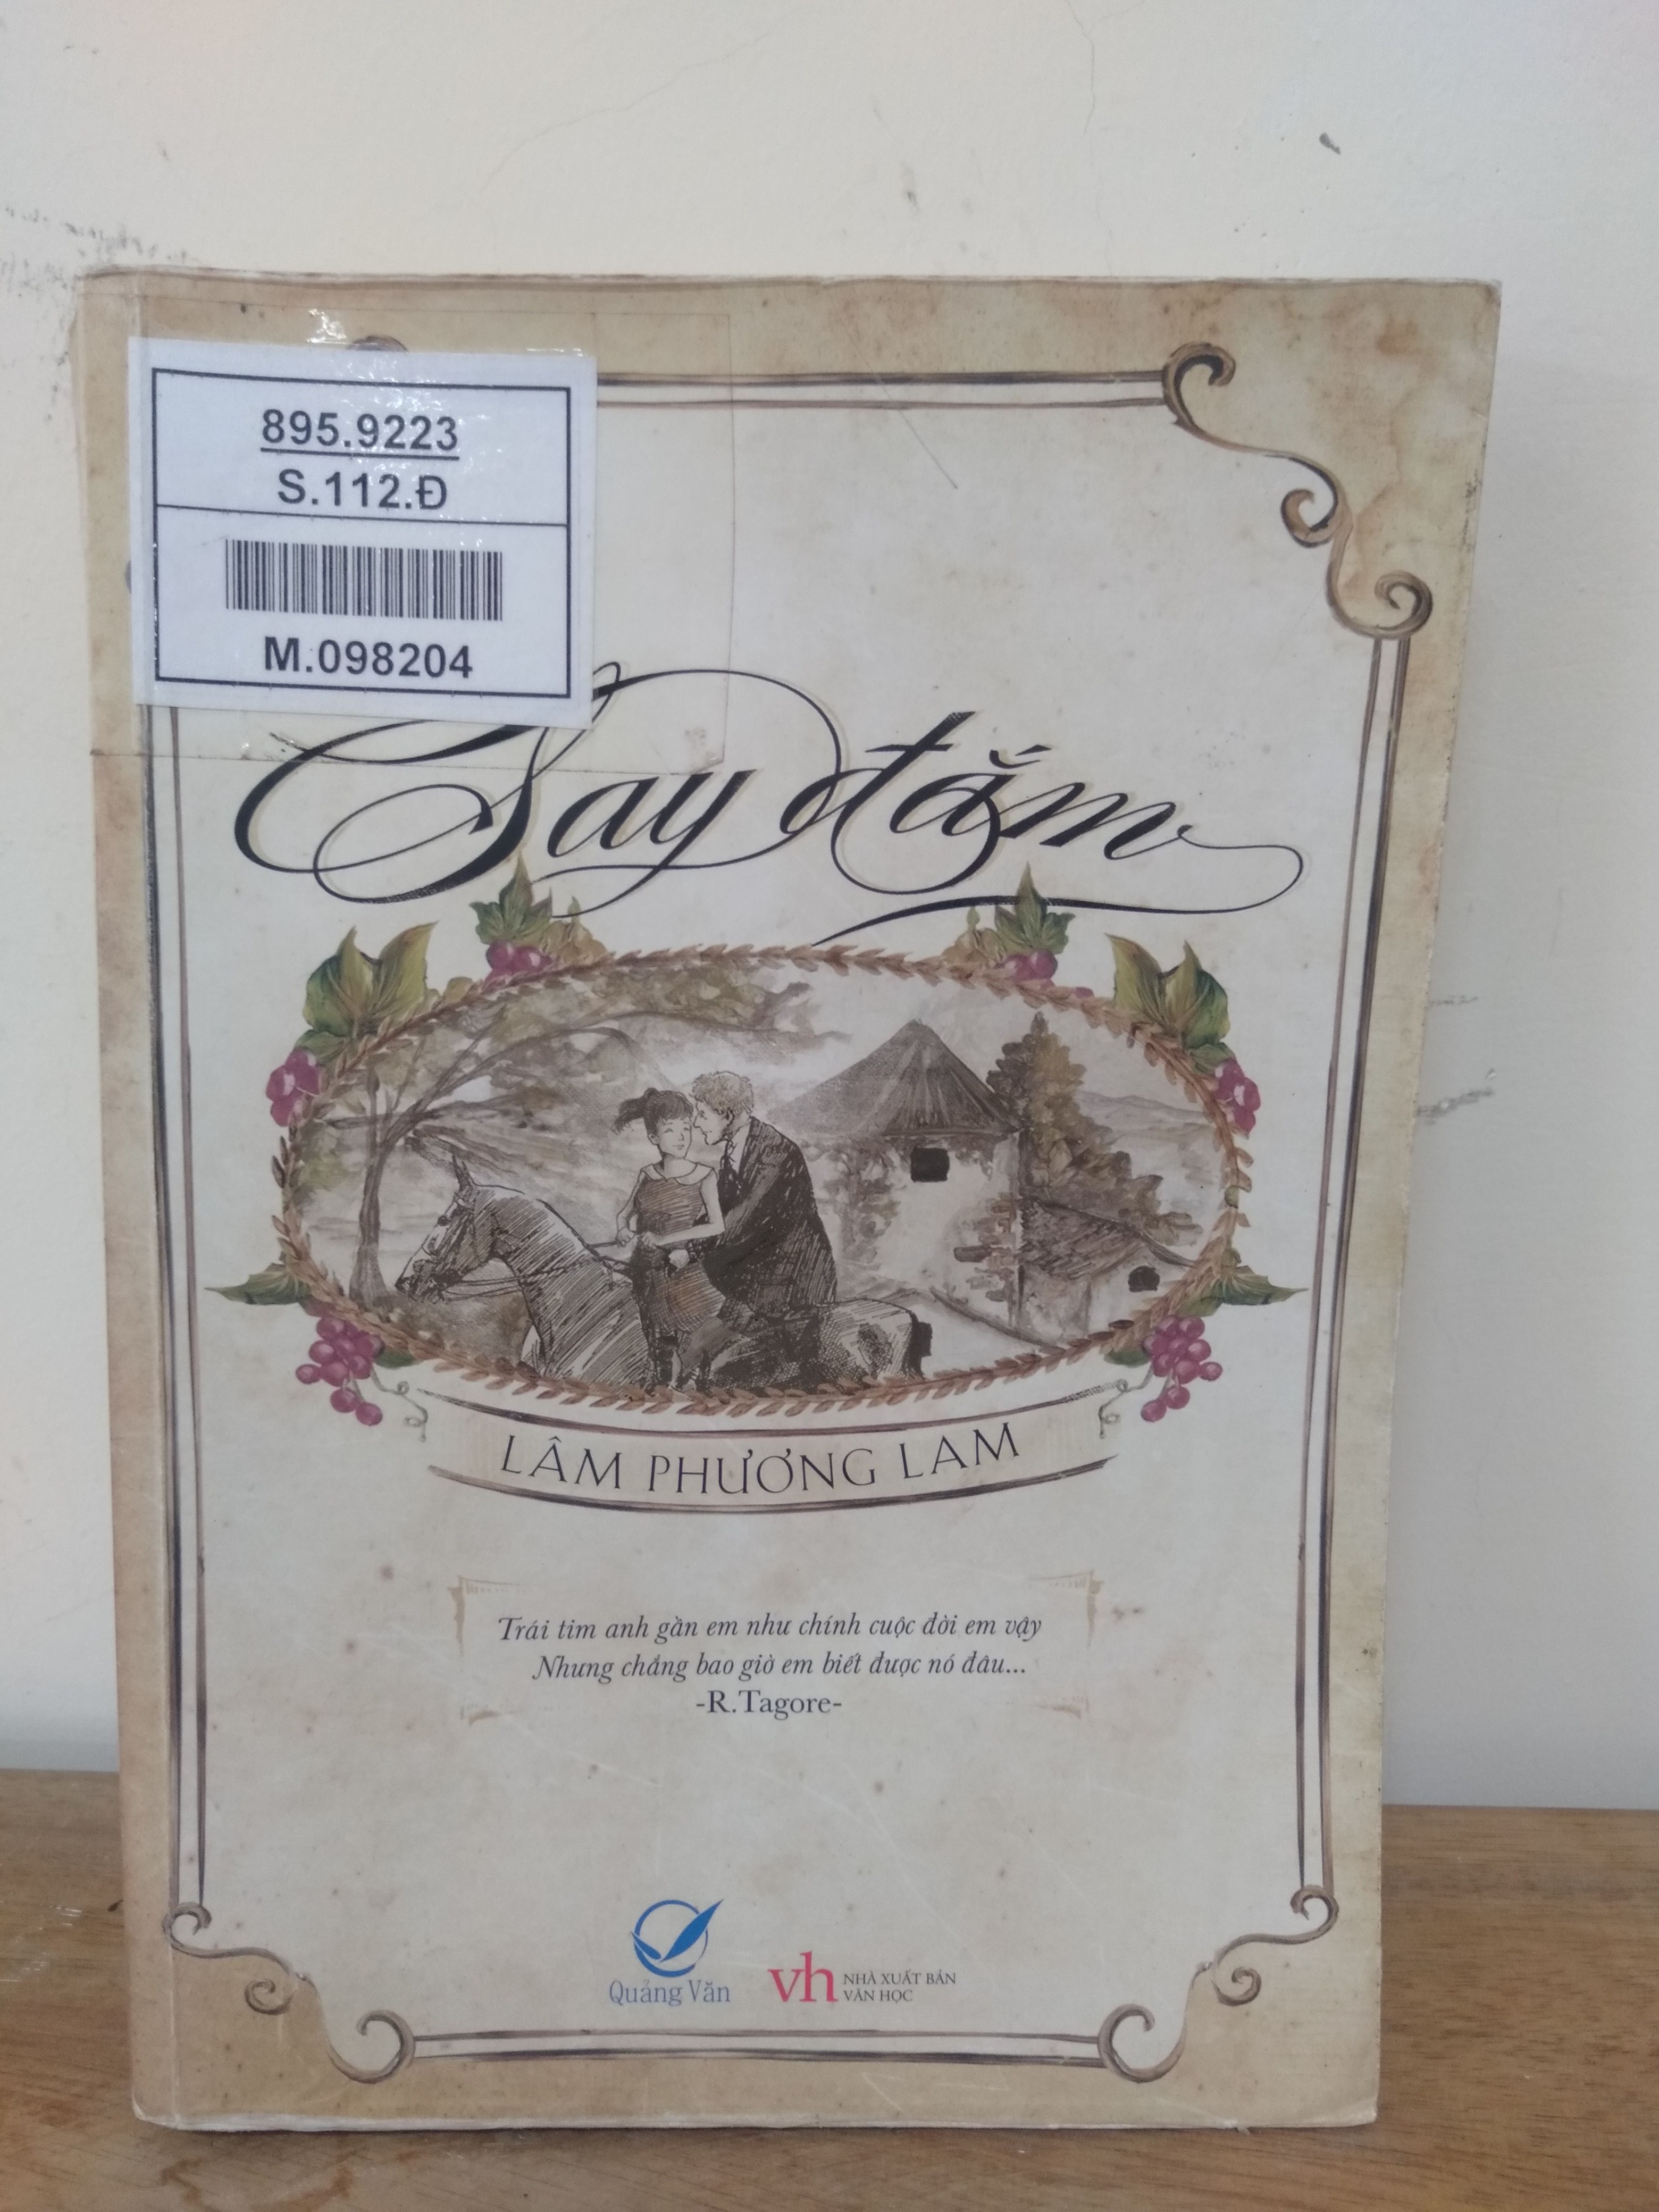 895.9223
S.112.Đ
M.098204
Say đắm
LÂM PHƯƠNG LAM
Trái tim anh gần em như chính cuộc đời em vậy
Nhưng chẳng bao giờ em biết được nó đâu...
-R.Tagore-
Quảng Văn
vh NHÀ XUẤT BẢN
VĂN HỌC